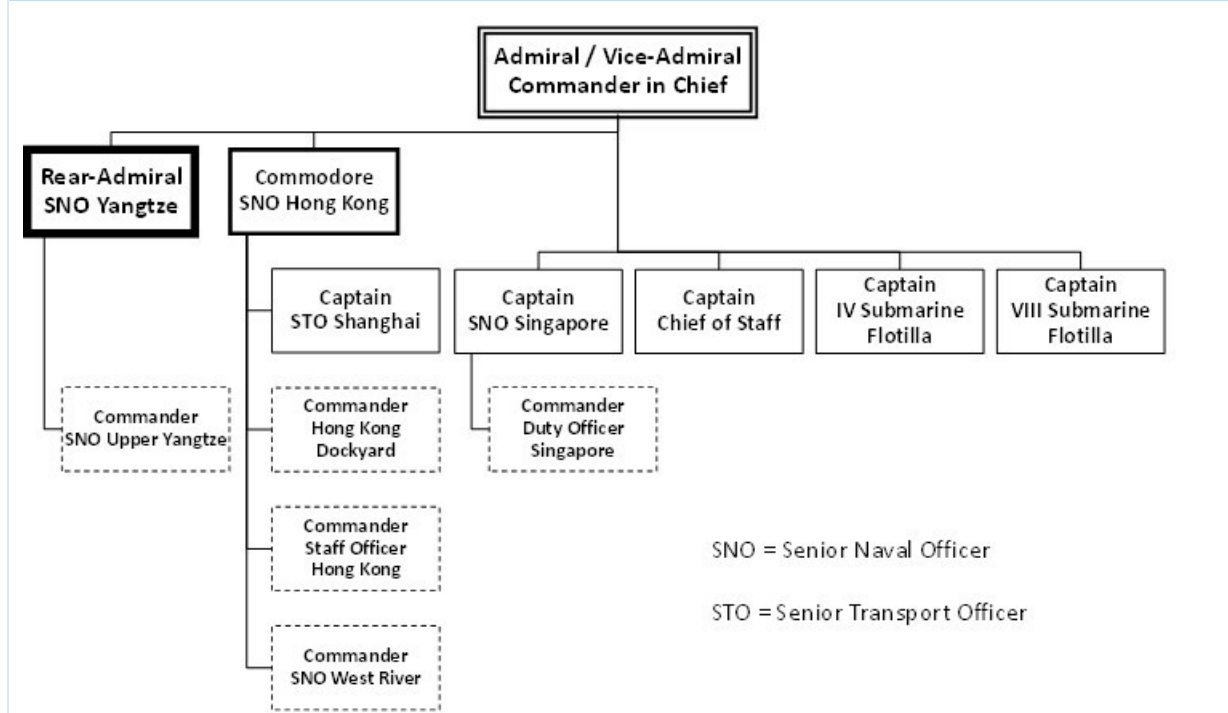 Admiral / Vice-Admiral
Commander in Chief
Rear-Admiral
SNO Yangtze
Commodore
SNO Hong Kong
Captain
STO Shanghai
Captain
SNO Singapore
Captain
Chief of Staff
Captain
IV Submarine
Flotilla
Captain
VIII Submarine
Flotilla
Commander
SNO Upper Yangtze
Commander
Hong Kong
Dockyard
Commander
Duty Officer
Singapore
Commander
Staff Officer
Hong Kong
SNO = Senior Naval Officer
STO = Senior Transport Officer
Commander
SNO West River